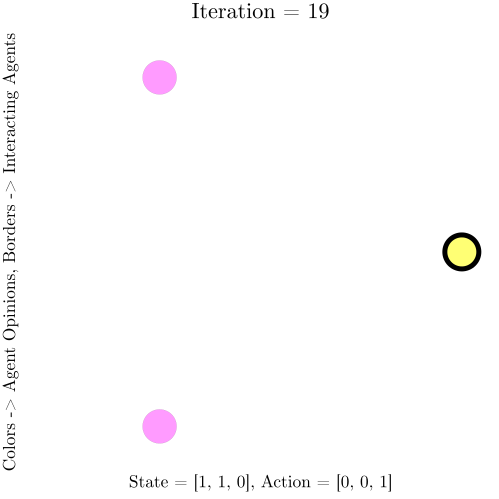 Iteration = 19
Colors -> Agent Opinions, Borders -> Interacting Agents
State = [1, 1, 0], Action = [0, 0, 1]